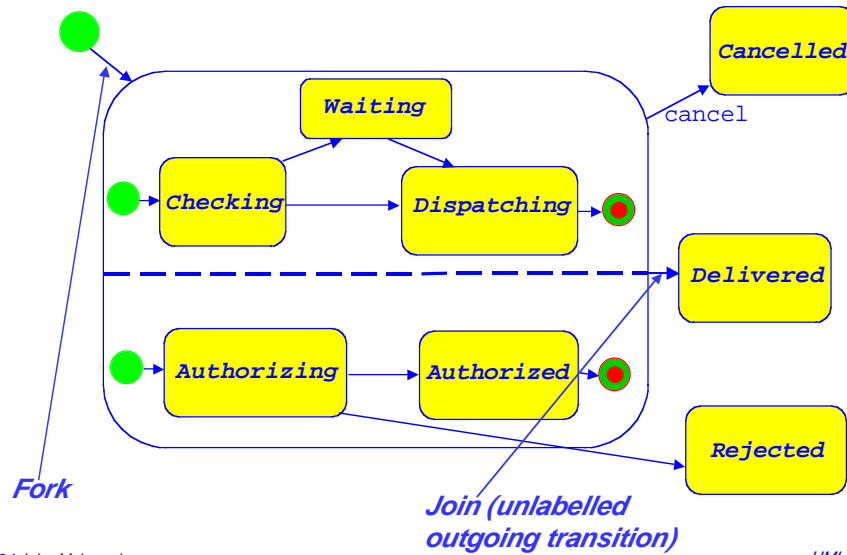 Cancelled
Waiting
cancel
Checking
Dispatching
Delivered
Authorizing
Authorized
Rejected
Fork
Join (unlabelled
outgoing transition)